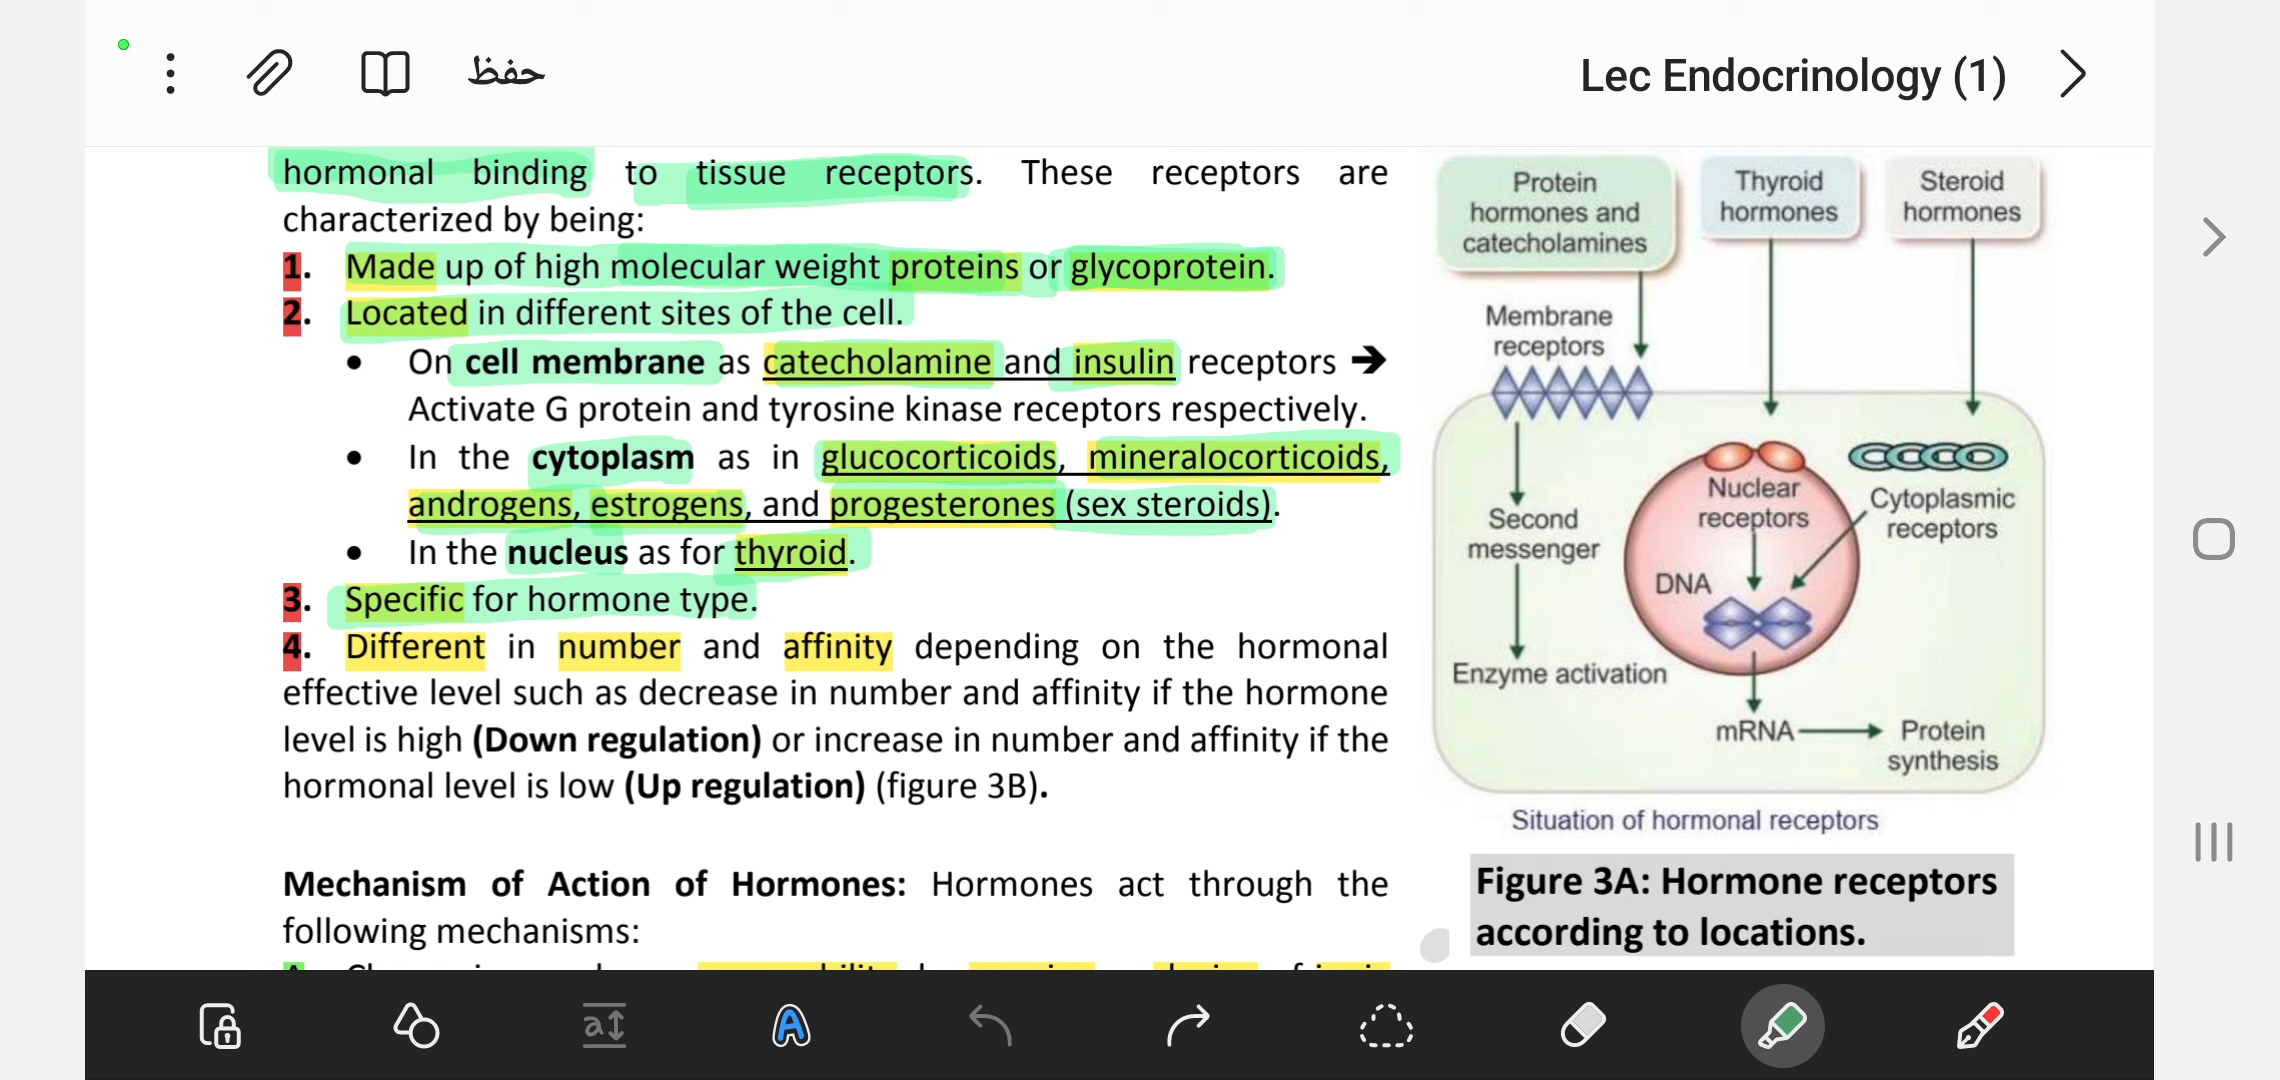 حفظ
Lec Endocrinology (1)
hormonal binding to tissue receptors. These receptors are
characterized by being:
1. Made up of high molecular weight proteins or glycoprotein.
2. Located in different sites of the cell.
• On cell membrane as catecholamine and insulin receptors ➔
Activate G protein and tyrosine kinase receptors respectively.
• In the cytoplasm as in glucocorticoids, mineralocorticoids,
androgens, estrogens, and progesterones (sex steroids).
• In the nucleus as for thyroid.
3. Specific for hormone type.
4. Different in number and affinity depending on the hormonal
effective level such as decrease in number and affinity if the hormone
level is high (Down regulation) or increase in number and affinity if the
hormonal level is low (Up regulation) (figure 3B).
Mechanism of Action of Hormones: Hormones act through the
following mechanisms:
Protein
hormones and
catecholamines
Thyroid
hormones
Steroid
hormones
Membrane
receptors
Nuclear
receptors
Cytoplasmic
receptors
Second
messenger
DNA
Enzyme activation
mRNA
Protein
synthesis
Situation of hormonal receptors
Figure 3A: Hormone receptors
according to locations.